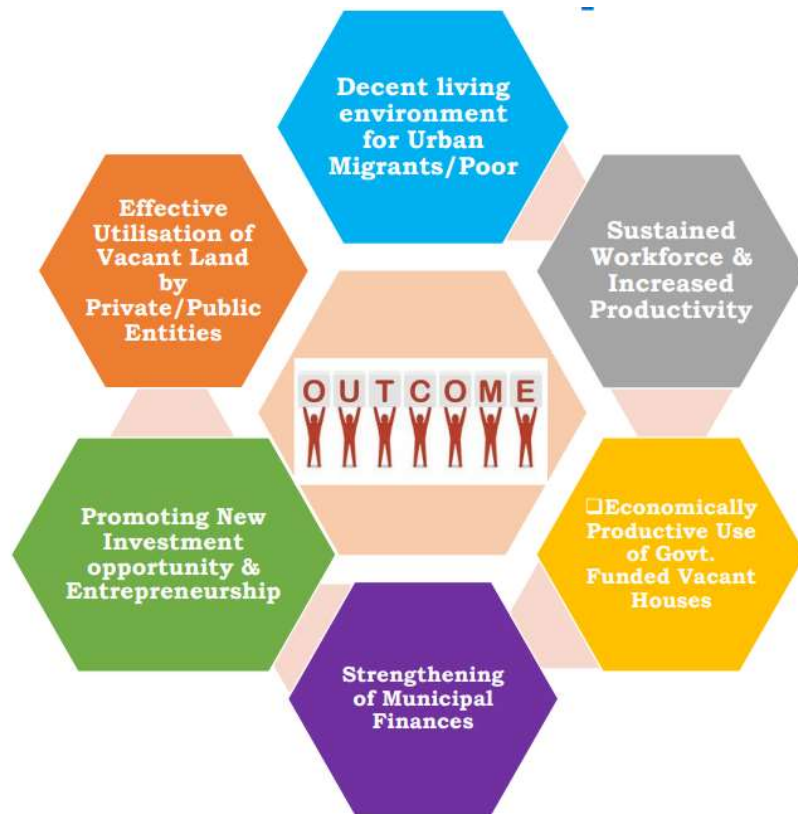 Decent living
environment
for Urban
Migrants/Poor
Sustained
Workforce &
Increased
Productivity
❑Economically
Productive Use
of Govt.
Funded Vacant
Houses
Strengthening
of Municipal
Finances
Promoting New
Investment
opportunity &
Entrepreneurship
Effective
Utilisation of
Vacant Land
by
Private/Public
Entities
OUTCOME